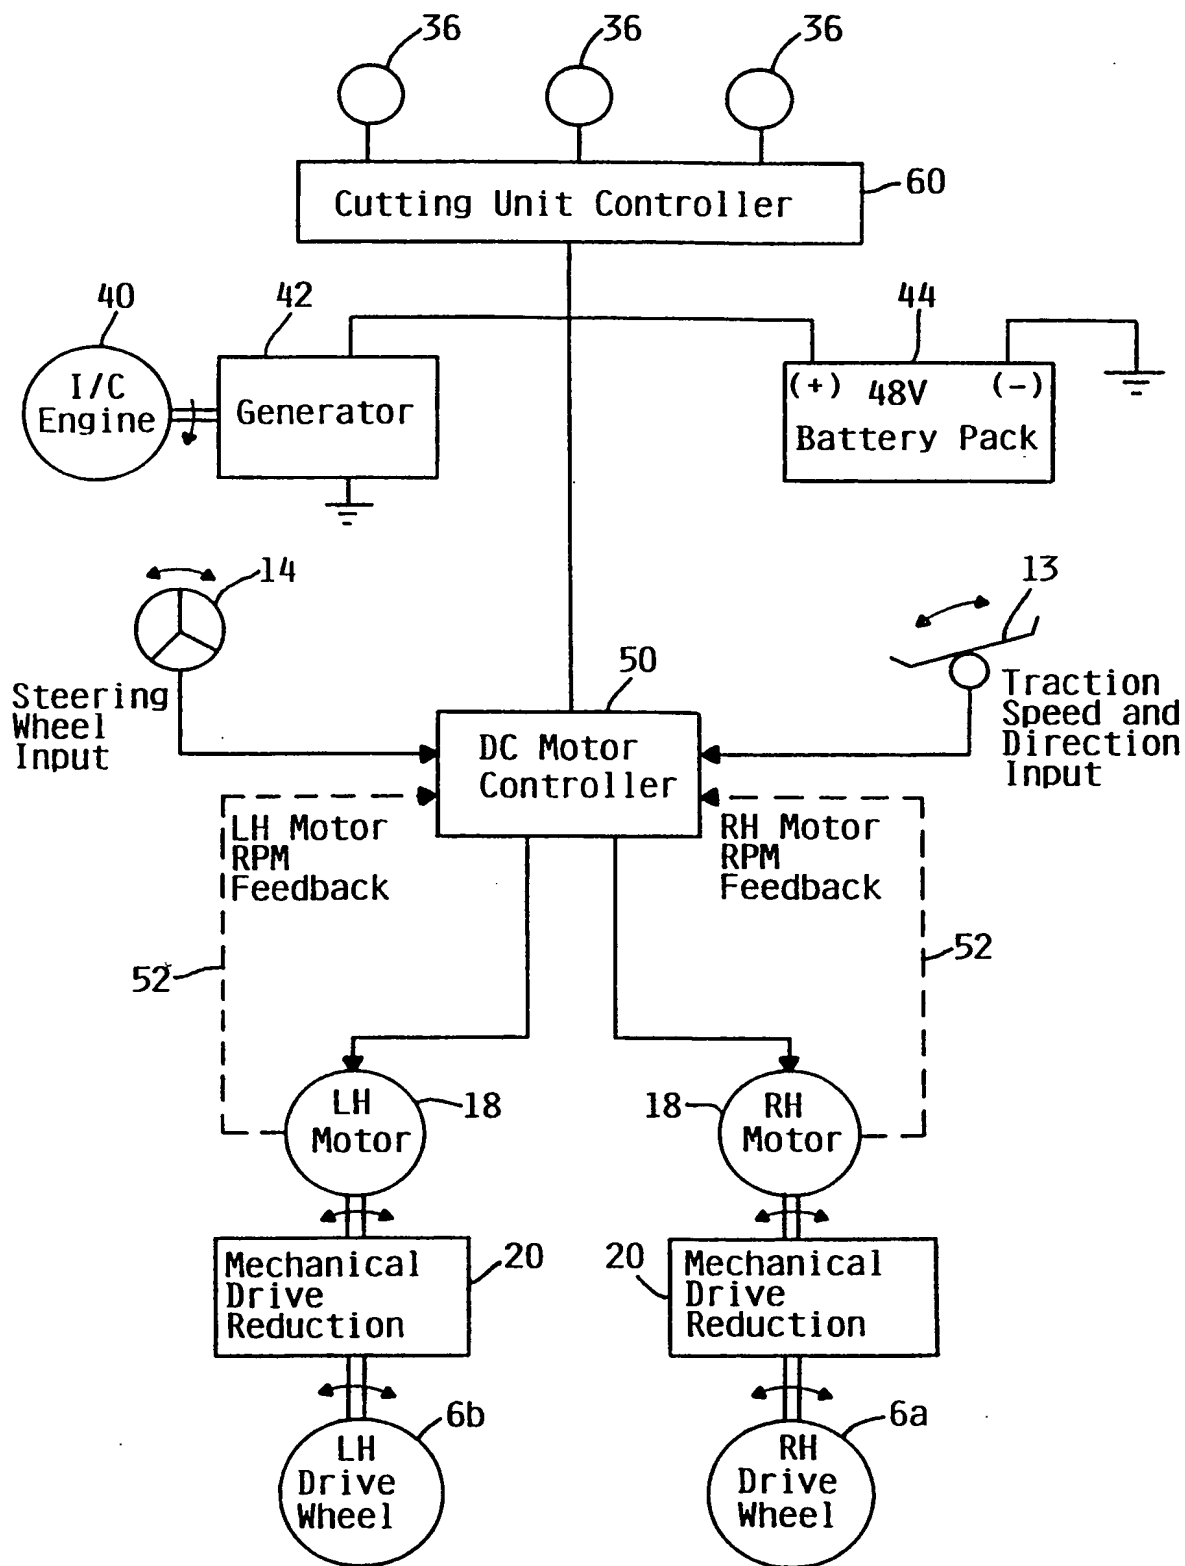 36
36
36
Cutting Unit Controller
60
40
42
44
I/C
Engine
Generator
(+) 48V (-)
Battery Pack
14
13
Steering
Wheel
Input
50
DC Motor
Controller
Traction
Speed and
Direction
Input
LH Motor
RPM
Feedback
RH Motor
RPM
Feedback
52
52
LH
Motor
18
18
RH
Motor
Mechanical
Drive
Reduction
20
20
Mechanical
Drive
Reduction
6b
6a
LH
Drive
Wheel
RH
Drive
Wheel